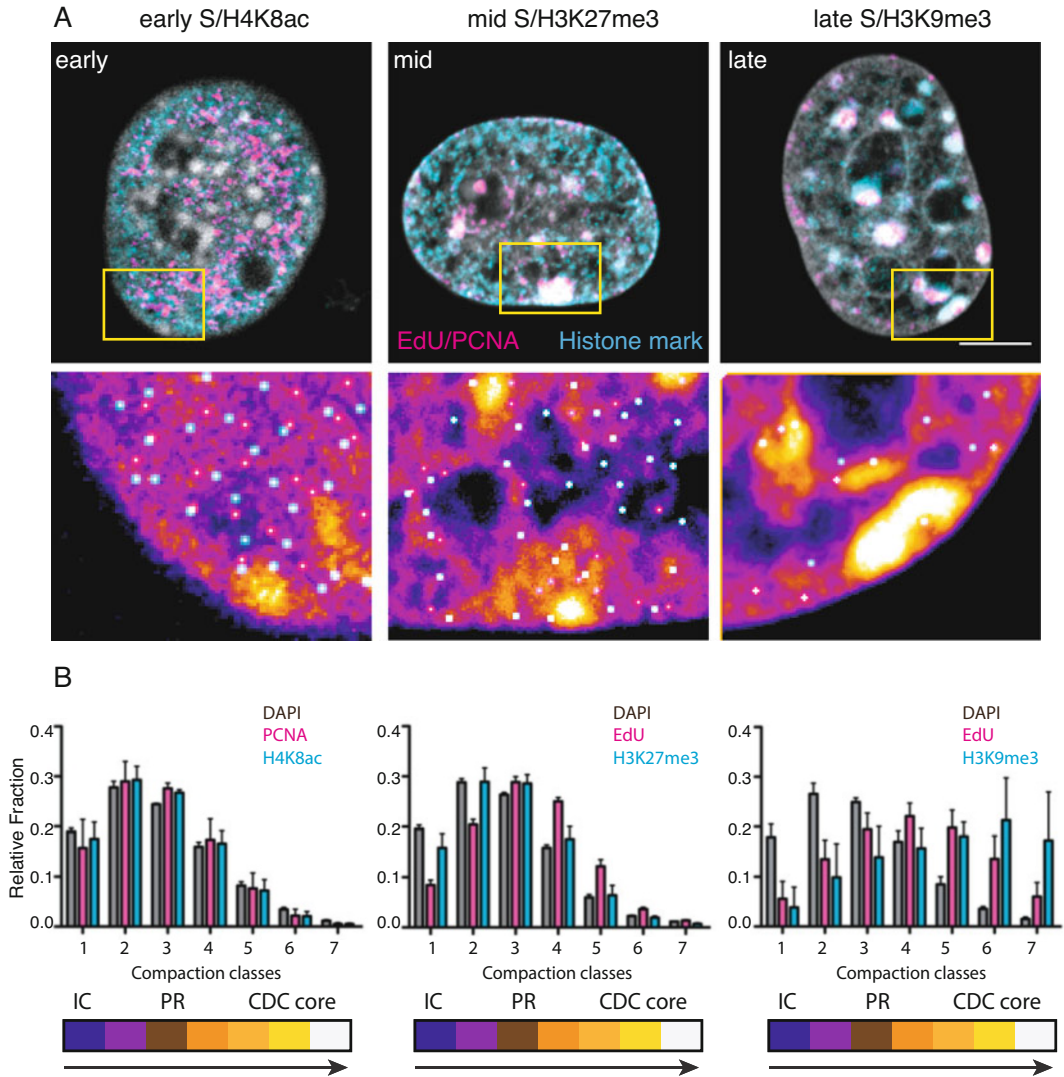 A
early S/H4K8ac
mid S/H3K27me3
late S/H3K9me3
early
mid
late
EdU/PCNA
Histone mark
B
Relative Fraction
0.4
0.3
0.2
0.1
0.0
DAPI
PCNA
H4K8ac
1 2 3 4 5 6 7
Compaction classes
IC PR CDC core
0.4
0.3
0.2
0.1
0.0
DAPI
EdU
H3K27me3
1 2 3 4 5 6 7
Compaction classes
IC PR CDC core
0.4
0.3
0.2
0.1
0.0
DAPI
EdU
H3K9me3
1 2 3 4 5 6 7
Compaction classes
IC PR CDC core